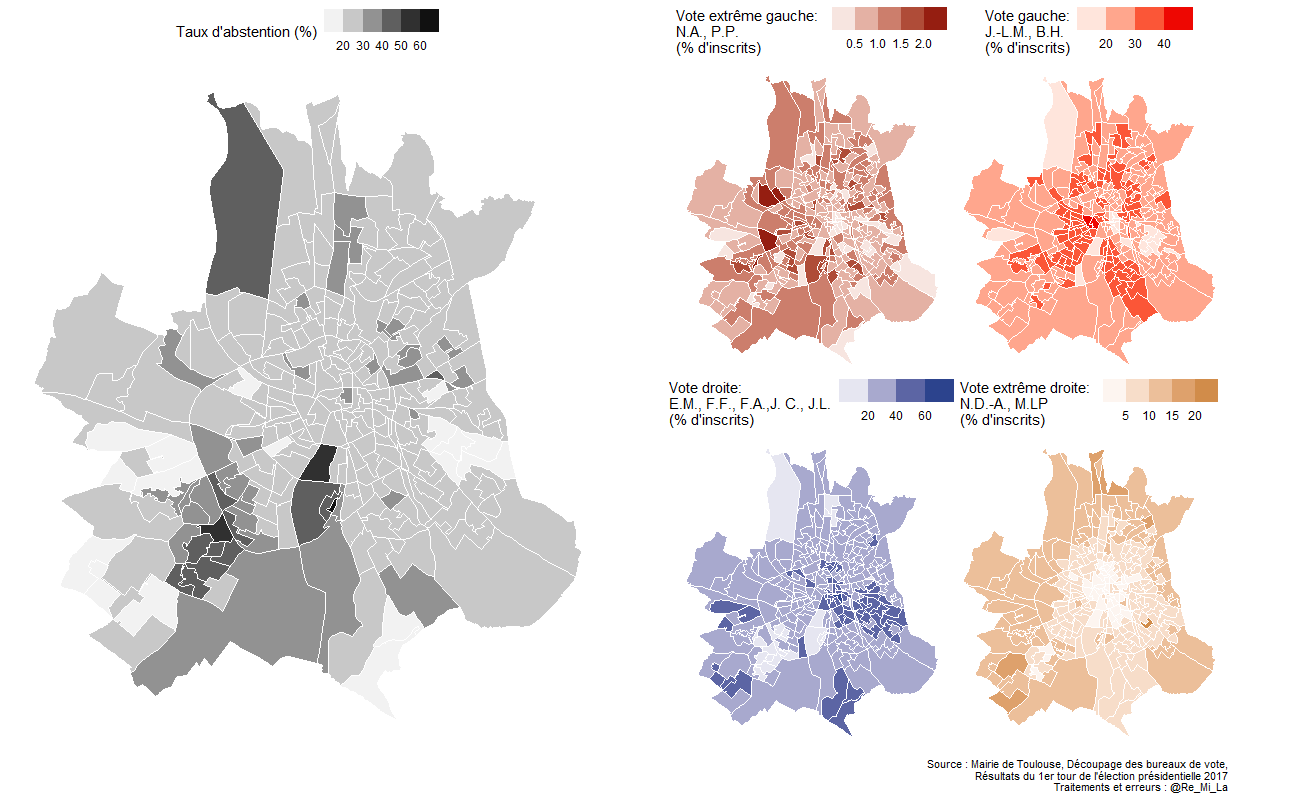 Taux d'abstention (%)
20 30 40 50 60
Vote extrême gauche:
N.A., P.P.
(% d'inscrits)
0.5 1.0 1.5 2.0
Vote gauche:
J.-L.M., B.H.
(% d'inscrits)
20 30 40
Vote droite:
E.M., F.F., F.A.,J. C., J.L.
(% d'inscrits)
20 40 60
Vote extrême droite:
N.D.-A., M.LP
(% d'inscrits)
5 10 15 20
Source : Mairie de Toulouse, Découpage des bureaux de vote,
Résultats du 1er tour de l'élection présidentielle 2017
Traitements et erreurs : @Re_Mi_La